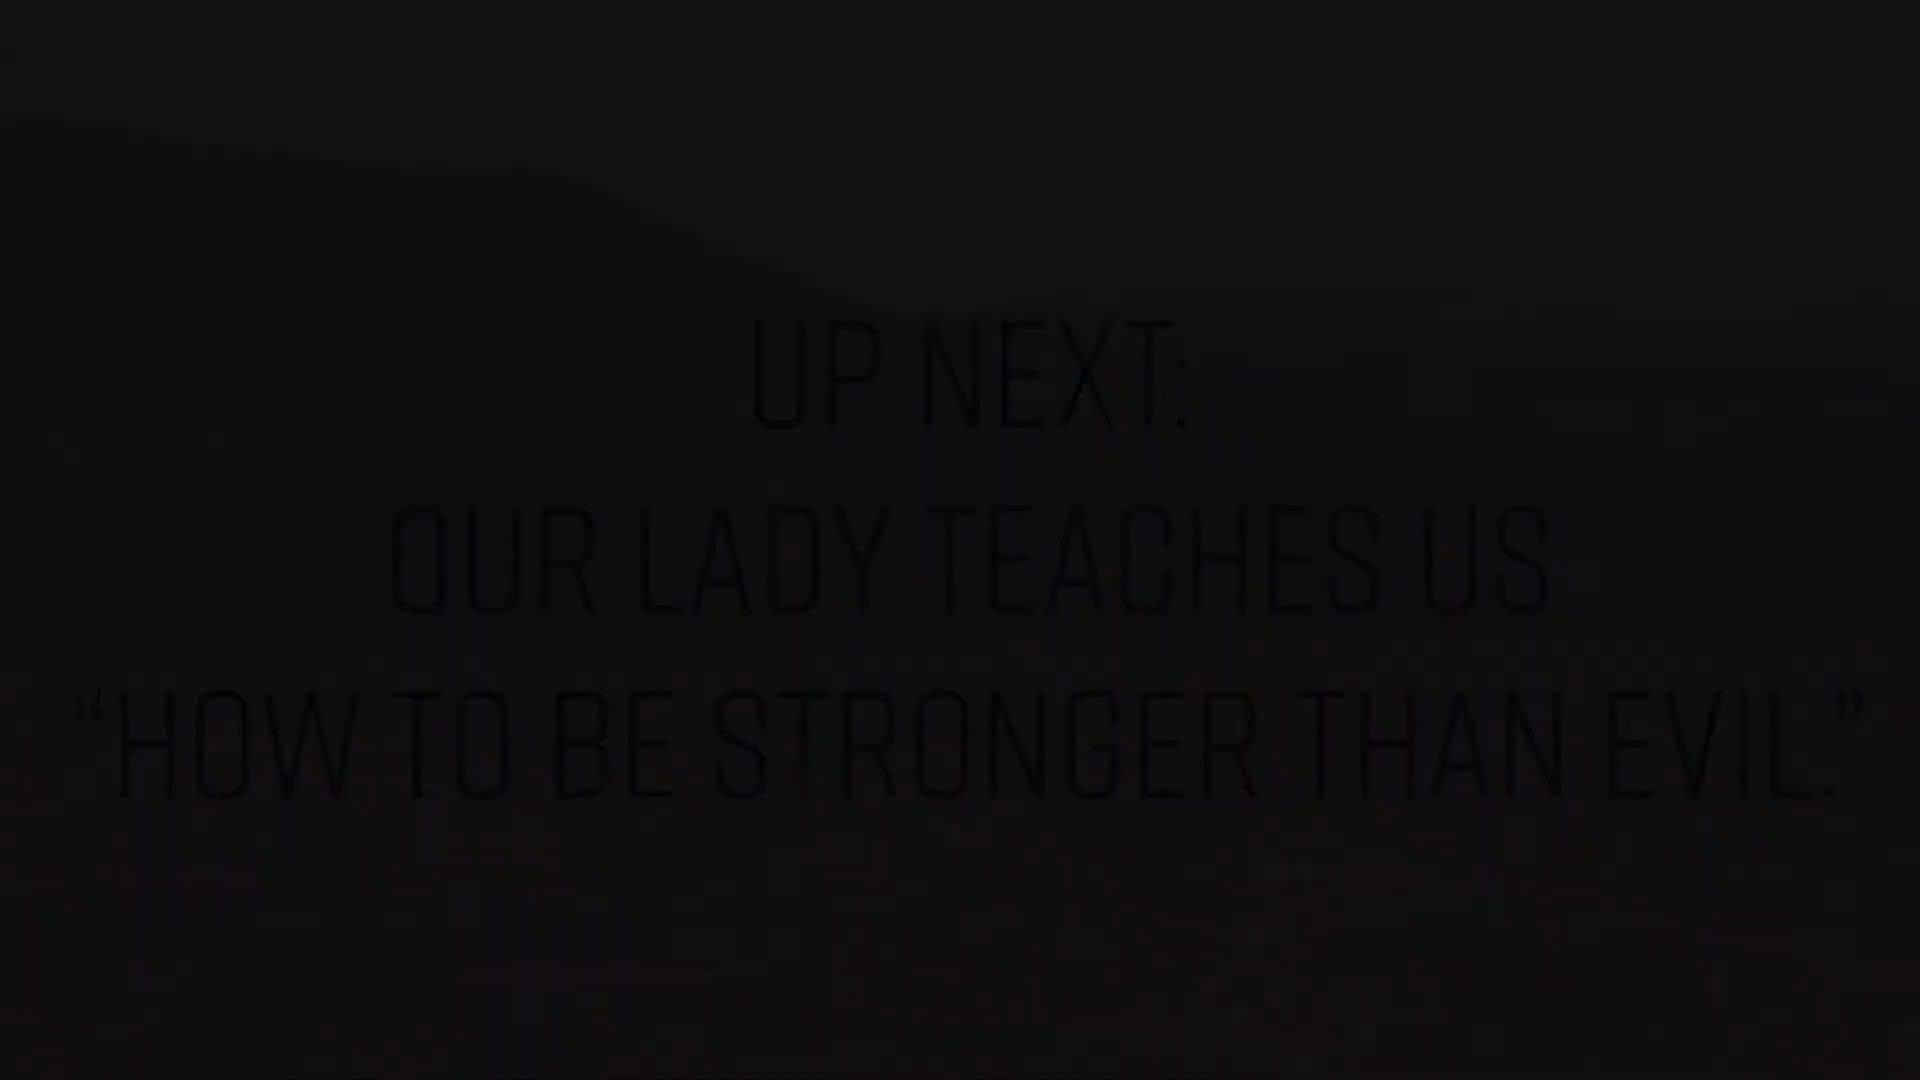 UP NEXT:
OUR LADY TEACHES US
“HOW TO BE STRONGER THAN EVIL.”